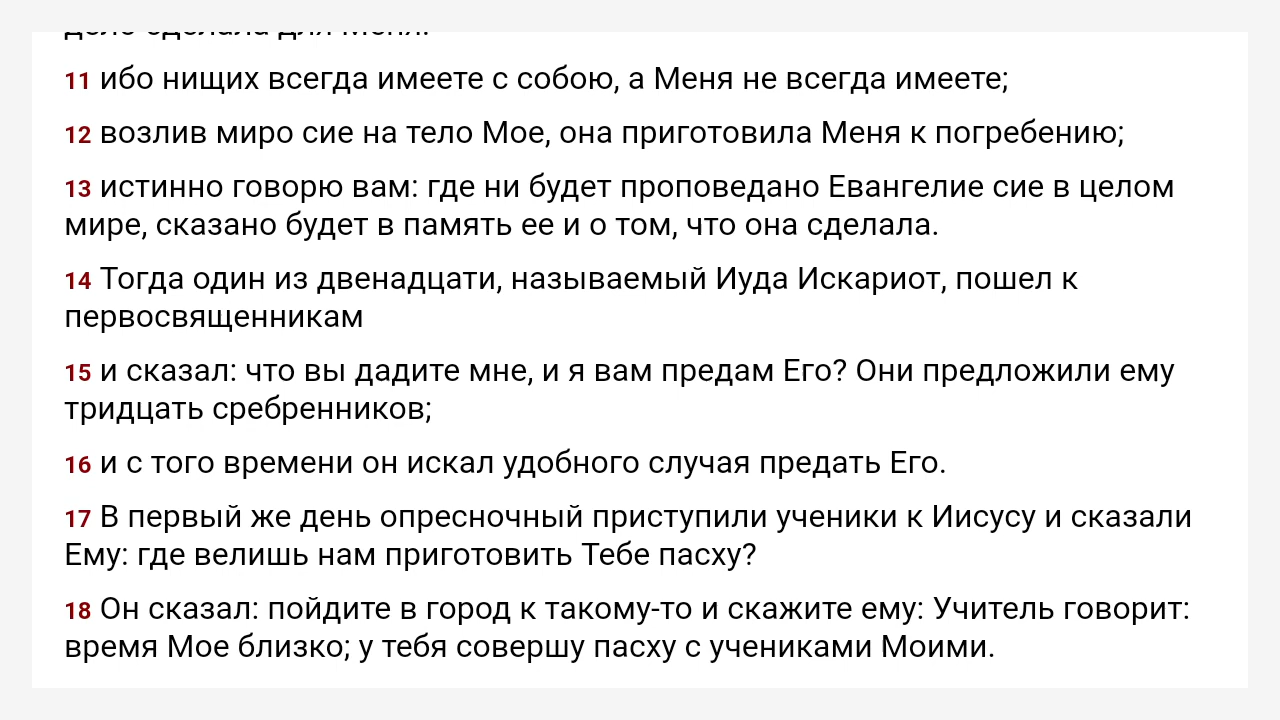 дело сделала для Меня:
11 ибо нищих всегда имеете с собою, а Меня не всегда имеете;
12 возлив миро сие на тело Мое, она приготовила Меня к погребению;
13 истинно говорю вам: где ни будет проповедано Евангелие сие в целом
мире, сказано будет в память ее и о том, что она сделала.
14 Тогда один из двенадцати, называемый Иуда Искариот, пошел к
первосвященникам
15 и сказал: что вы дадите мне, и я вам предам Его? Они предложили ему
тридцать сребренников;
16 и с того времени он искал удобного случая предать Его.
17 В первый же день опресночный приступили ученики к Иисусу и сказали
Ему: где велишь нам приготовить Тебе пасху?
18 Он сказал: пойдите в город к такому-то и скажите ему: Учитель говорит:
время Мое близко; у тебя совершу пасху с учениками Моими.